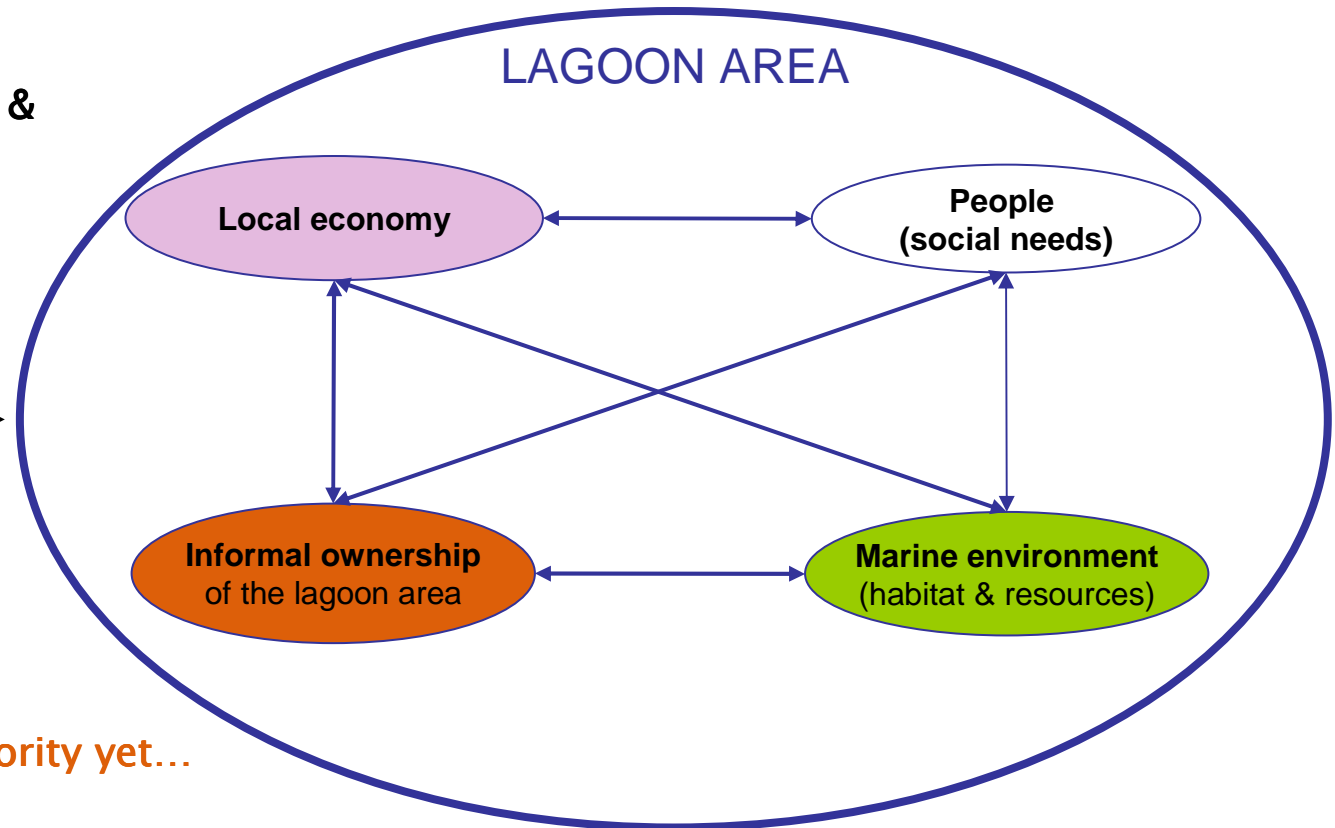 LAGOON AREA
&
Local economy
People
(social needs)
Informal ownership
of the lagoon area
Marine environment
(habitat & resources)
ority yet...